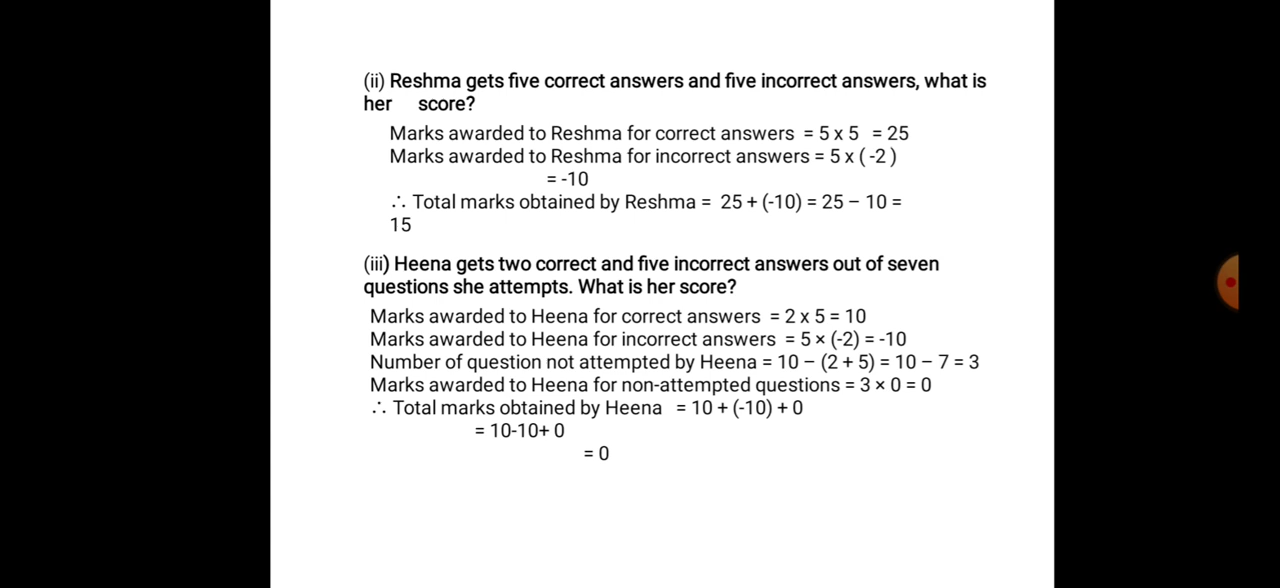 (ii) Reshma gets five correct answers and five incorrect answers, what is
her score?
Marks awarded to Reshma for correct answers = 5 x 5 = 25
Marks awarded to Reshma for incorrect answers = 5 x ( -2 )
= -10
∴ Total marks obtained by Reshma = 25 + (-10) = 25 – 10 =
15
(iii) Heena gets two correct and five incorrect answers out of seven
questions she attempts. What is her score?
Marks awarded to Heena for correct answers = 2 x 5 = 10
Marks awarded to Heena for incorrect answers = 5 × (-2) = -10
Number of question not attempted by Heena = 10 – (2 + 5) = 10 – 7 = 3
Marks awarded to Heena for non-attempted questions = 3 × 0 = 0
∴ Total marks obtained by Heena = 10 + (-10) + 0
= 10-10+ 0
= 0